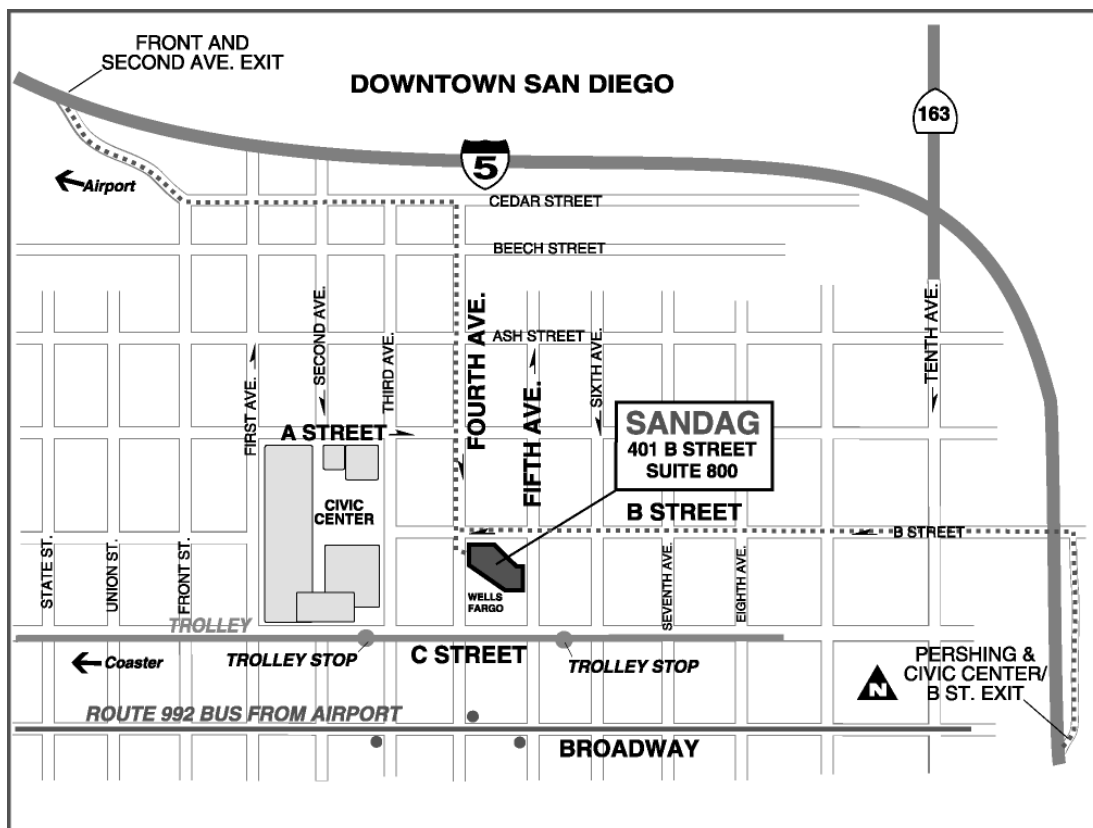 FRONT AND
SECOND AVE. EXIT
DOWNTOWN SAN DIEGO
163
5
Airport
CEDAR STREET
BEECH STREET
SECOND AVE.
ASH STREET
FIRST AVE.
THIRD AVE.
FOURTH AVE.
FIFTH AVE.
SIXTH AVE.
TENTH AVE.
A STREET
SANDAG
401 B STREET
SUITE 800
CIVIC
CENTER
B STREET
B STREET
STATE ST.
UNION ST.
FRONT ST.
WELLS
FARGO
SEVENTH AVE.
EIGHTH AVE.
TROLLEY
TROLLEY STOP
C STREET
TROLLEY STOP
Coaster
PERSHING &
CIVIC CENTER/
B ST. EXIT
N
ROUTE 992 BUS FROM AIRPORT
BROADWAY